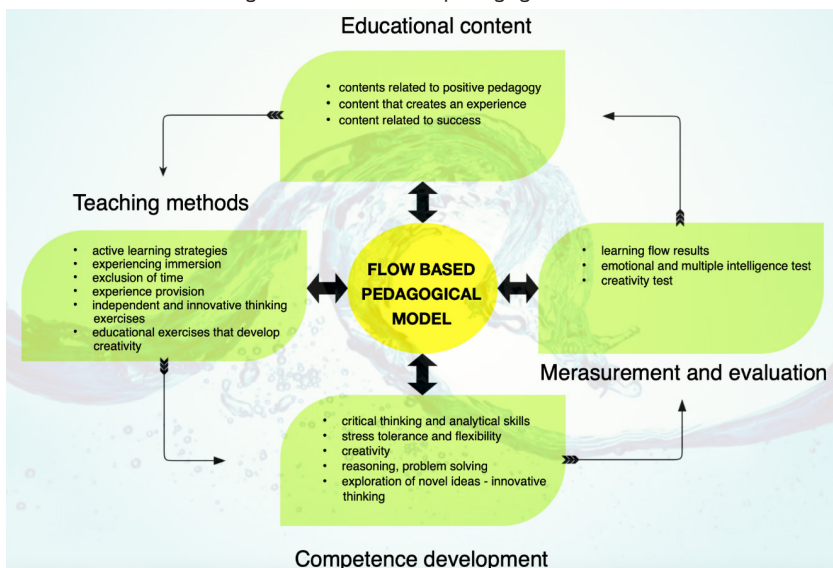 Educational content
• contents related to positive pedagogy
• content that creates an experience
• content related to success
Teaching methods
• active learning strategies
• experiencing immersion
• exclusion of time
• experience provision
• independent and innovative thinking
exercises
• educational exercises that develop
creativity
FLOW BASED
PEDAGOGICAL
MODEL
• learning flow results
• emotional and multiple intelligence test
• creativity test
Merasurement and evaluation
• critical thinking and analytical skills
• stress tolerance and flexibility
• creativity
• reasoning, problem solving
• exploration of novel ideas - innovative
thinking
Competence development